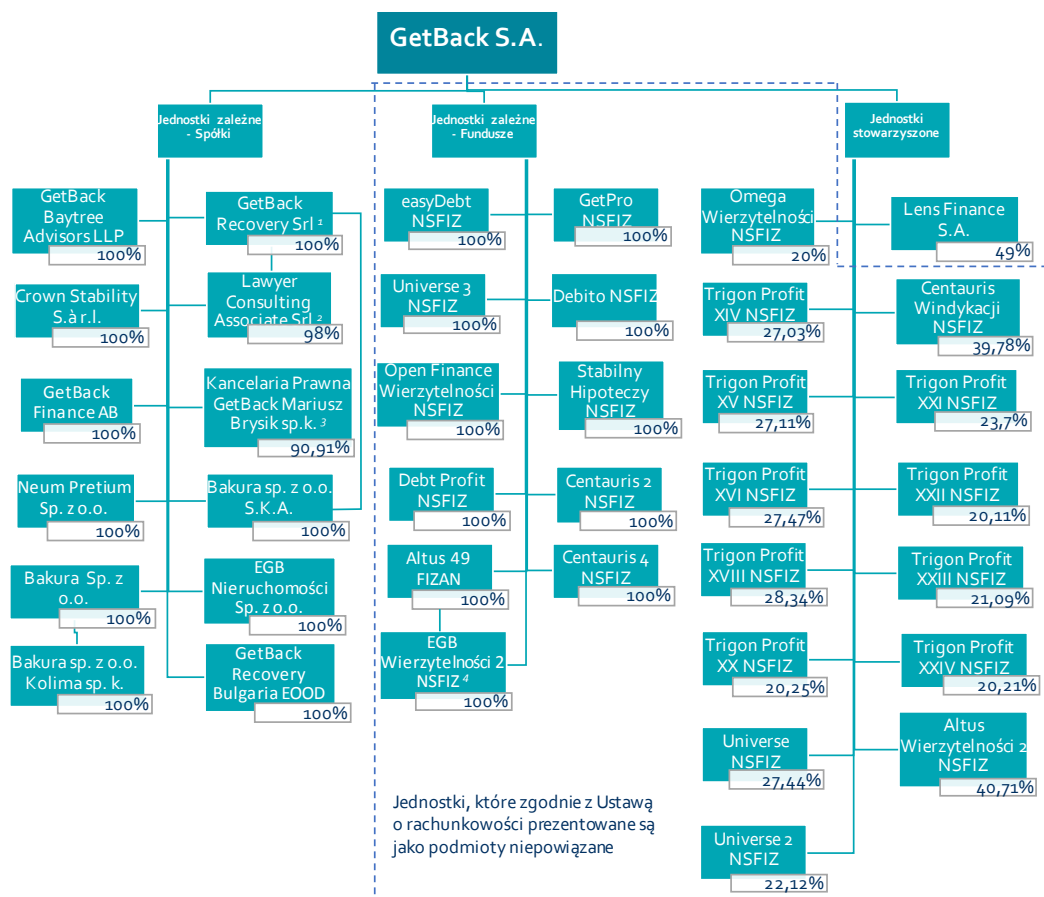 GetBack S.A.
Jednostki zależne
- Spółki
GetBack
Baytree
Advisors LLP
100%
GetBack
Recovery Srl ¹
100%
Crown Stability
S.à r.l.
100%
Lawyer
Consulting
Associate Srl ²
98%
GetBack
Finance AB
100%
Kancelaria Prawna
GetBack Mariusz
Brysik sp.k. ³
90,91%
Neum Pretium
Sp. z o.o.
100%
Bakura sp. z o.o.
S.K.A.
100%
Bakura Sp. z
o.o.
100%
EGB
Nieruchomości
Sp. z o.o.
100%
Bakura sp. z o.o.
Kolima sp. k.
100%
GetBack
Recovery
Bulgaria EOOD
100%
Jednostki zależne
- Fundusze
easyDebt
NSFIZ
100%
GetPro
NSFIZ
100%
Universe 3
NSFIZ
100%
Debito NSFIZ
100%
Open Finance
Wierzytelności
NSFIZ
100%
Stabilny
Hipoteczy
NSFIZ
100%
Debt Profit
NSFIZ
100%
Centauris 2
NSFIZ
100%
Altus 49
FIZAN
100%
Centauris 4
NSFIZ
100%
EGB
Wierzytelności 2
NSFIZ ⁴
100%
Jednostki
stowarzyszone
Omega
Wierzytelności
NSFIZ
20%
Lens Finance
S.A.
49%
Trigon Profit
XIV NSFIZ
27,03%
Centauris
Windykacji
NSFIZ
39,78%
Trigon Profit
XV NSFIZ
27,11%
Trigon Profit
XXI NSFIZ
23,7%
Trigon Profit
XVI NSFIZ
27,47%
Trigon Profit
XXII NSFIZ
20,11%
Trigon Profit
XVIII NSFIZ
28,34%
Trigon Profit
XXIII NSFIZ
21,09%
Trigon Profit
XX NSFIZ
20,25%
Trigon Profit
XXIV NSFIZ
20,21%
Universe
NSFIZ
27,44%
Altus
Wierzytelności 2
NSFIZ
40,71%
Universe 2
NSFIZ
22,12%
Jednostki, które zgodnie z Ustawą
o rachunkowości prezentowane są
jako podmioty niepowiązane